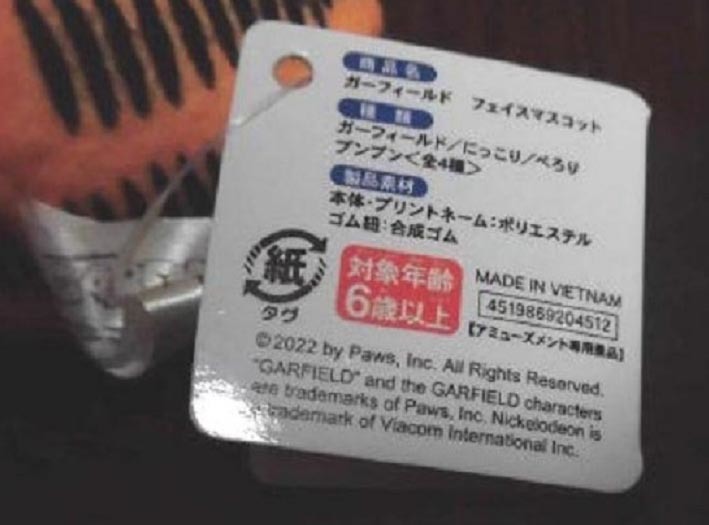 商品名
ガーフィールド フェイスマスコット
種類
ガーフィールド/にっこり/ぺろり
プンプン<全4種>
製品素材
本体・プリントネーム:ポリエステル
ゴム紐:合成ゴム
紙
タグ
対象年齢
6歳以上
MADE IN VIETNAM
4519869204512
【アミューズメント専用景品】
©2022 by Paws, Inc. All Rights Reserved.
"GARFIELD" and the GARFIELD characters
are trademarks of Paws, Inc. Nickelodeon is
a trademark of Viacom International Inc.